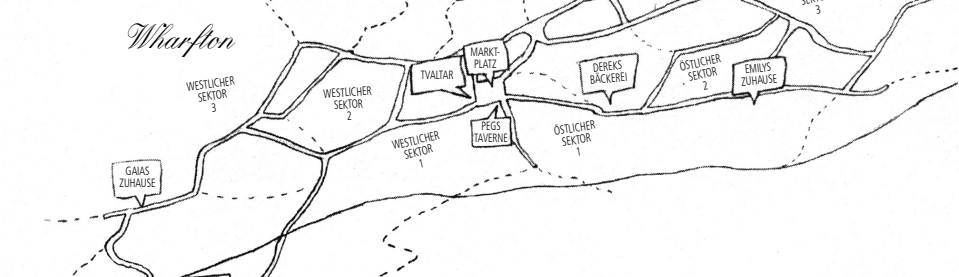 Wharfton
SEKTOR
3
MARKT-
PLATZ
TVALTAR
DEREKS
BÄCKEREI
ÖSTLICHER
SEKTOR
2
EMILYS
ZUHAUSE
WESTLICHER
SEKTOR
3
WESTLICHER
SEKTOR
2
PEGS
TAVERNE
WESTLICHER
SEKTOR
1
ÖSTLICHER
SEKTOR
1
GAIAS
ZUHAUSE